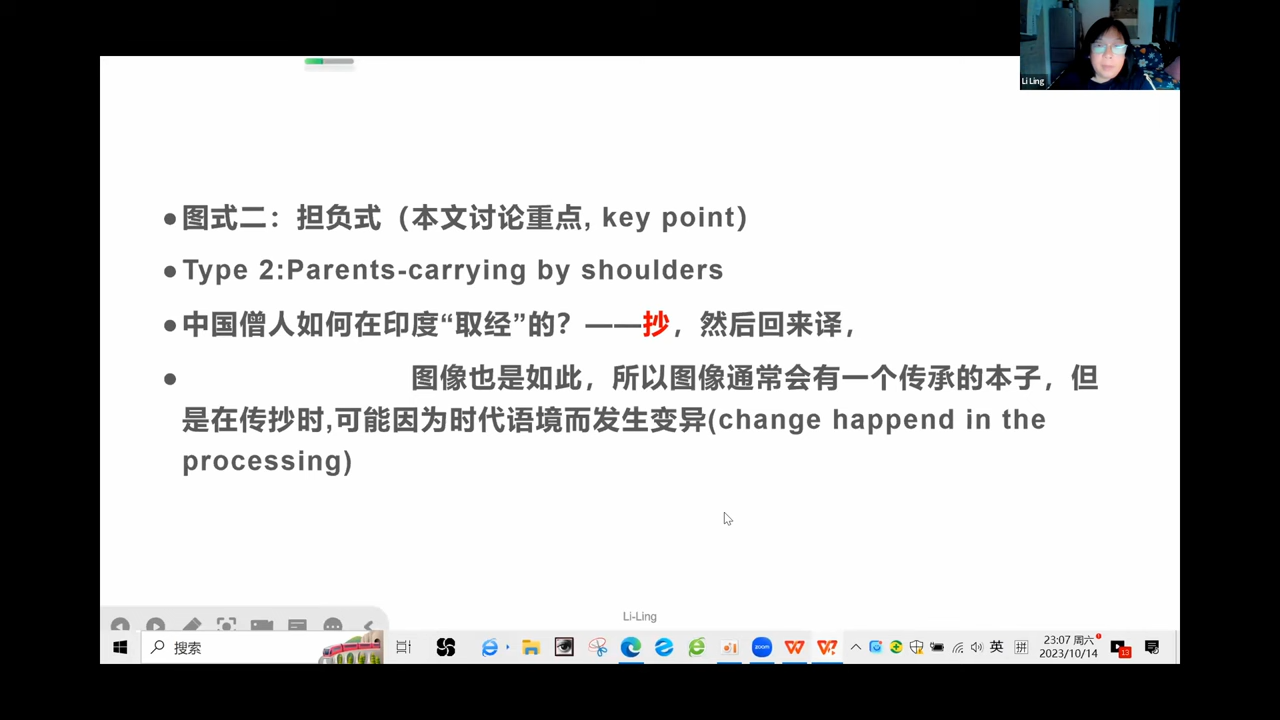 Li Ling
●图式二：担负式（本文讨论重点, key point)
●Type 2:Parents-carrying by shoulders
●中国僧人如何在印度“取经”的？——抄，然后回来译，
● 图像也是如此，所以图像通常会有一个传承的本子，但
是在传抄时,可能因为时代语境而发生变异(change happend in the
processing)
Li-Ling
搜索
zoom
英
拼
23:07 周六
2023/10/14
13